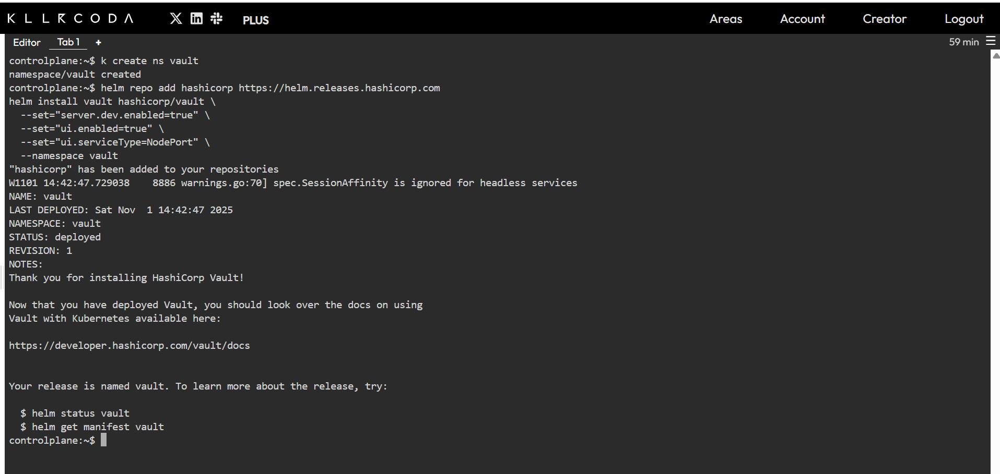 KILLERCODA PLUS Areas Account Creator Logout
Editor Tab 1 + 59 min
controlplane:~$ k create ns vault
namespace/vault created
controlplane:~$ helm repo add hashicorp https://helm.releases.hashicorp.com
helm install vault hashicorp/vault \
  --set="server.dev.enabled=true" \
  --set="ui.enabled=true" \
  --set="ui.serviceType=NodePort" \
  --namespace vault
"hashicorp" has been added to your repositories
W1101 14:42:47.729038    8886 warnings.go:70] spec.SessionAffinity is ignored for headless services
NAME: vault
LAST DEPLOYED: Sat Nov  1 14:42:47 2025
NAMESPACE: vault
STATUS: deployed
REVISION: 1
NOTES:
Thank you for installing HashiCorp Vault!
Now that you have deployed Vault, you should look over the docs on using
Vault with Kubernetes available here:
https://developer.hashicorp.com/vault/docs
Your release is named vault. To learn more about the release, try:
  $ helm status vault
  $ helm get manifest vault
controlplane:~$